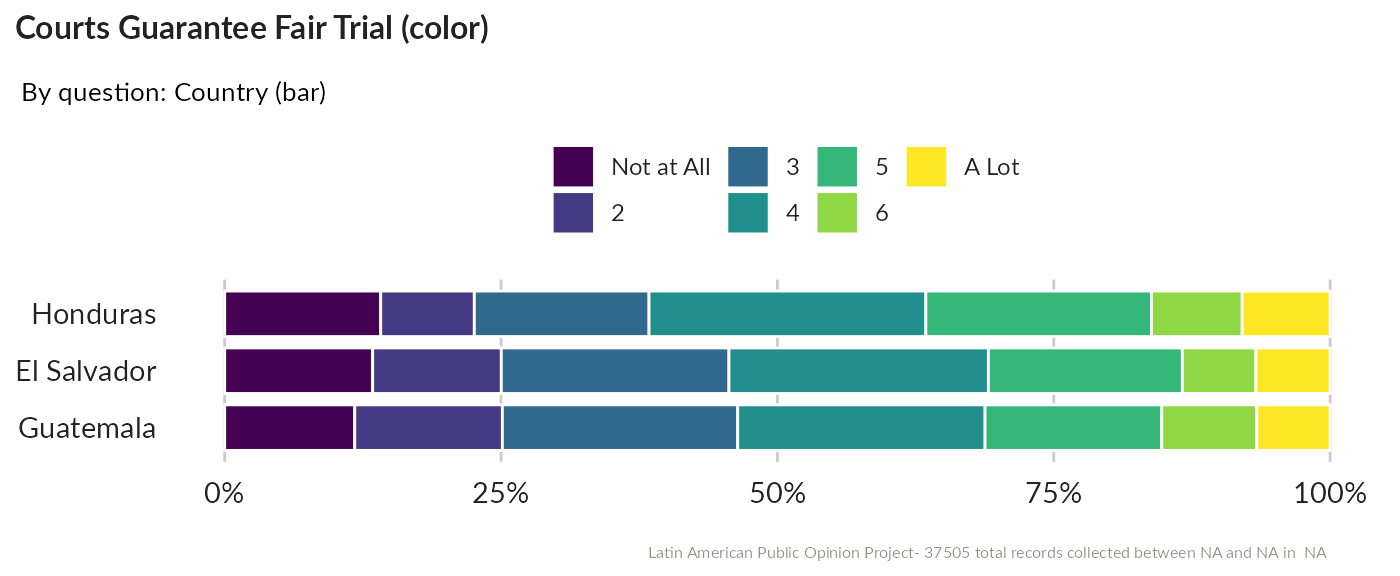 Courts Guarantee Fair Trial (color)
By question: Country (bar)
Not at All 3 5 A Lot
2 4 6
Honduras
El Salvador
Guatemala
0% 25% 50% 75% 100%
Latin American Public Opinion Project- 37505 total records collected between NA and NA in  NA